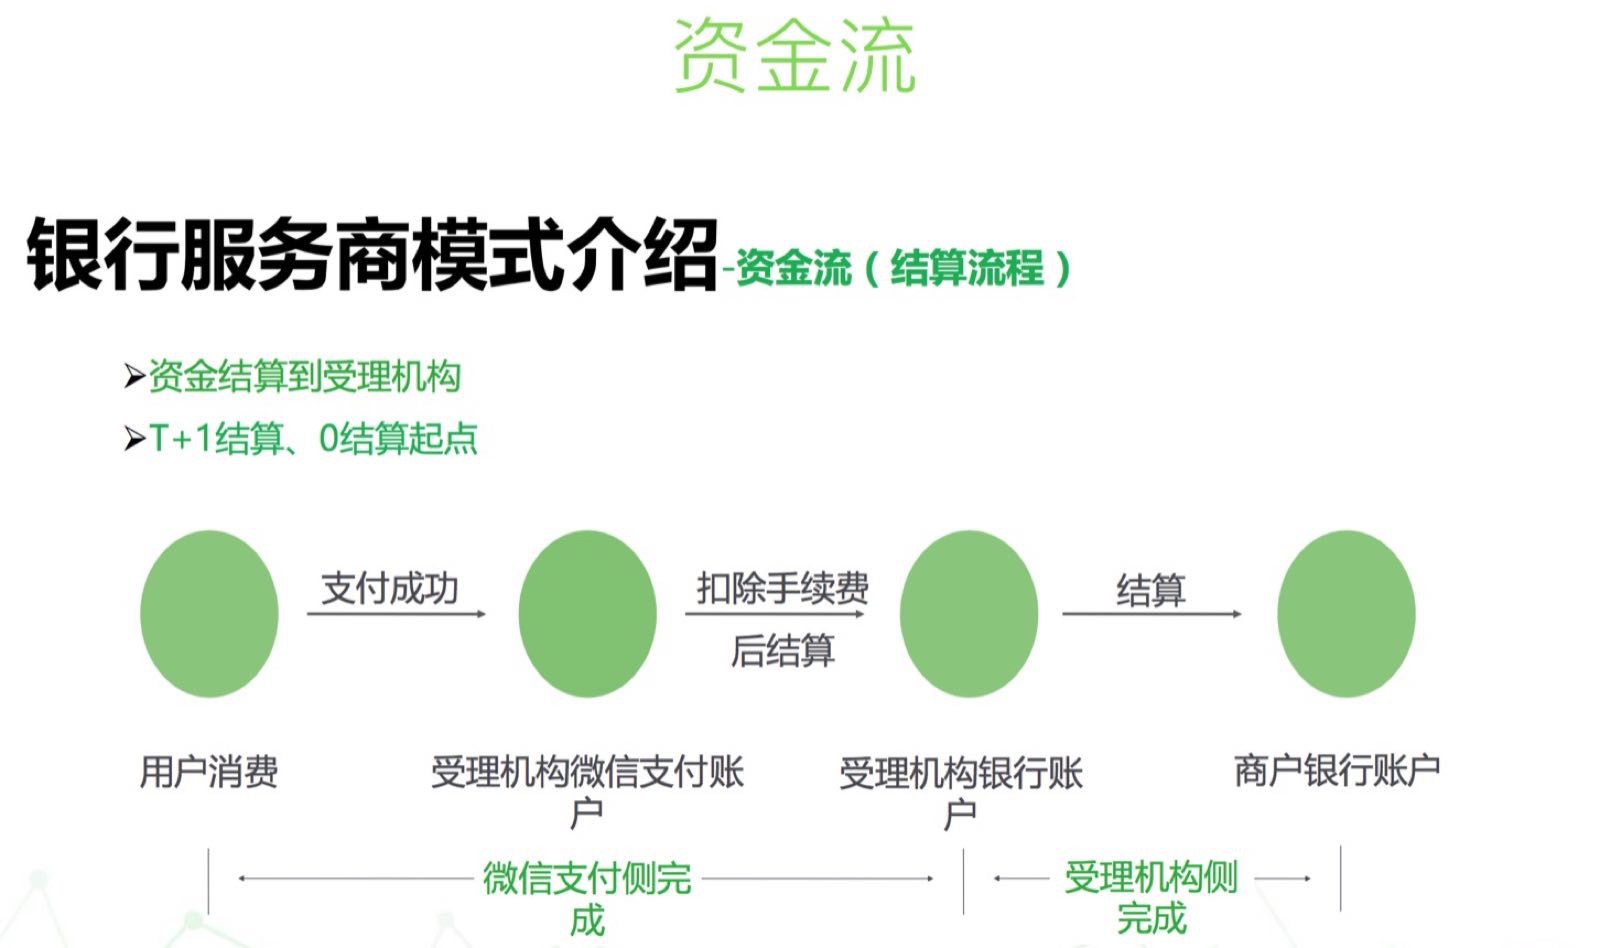 资金流
银行服务商模式介绍-资金流（结算流程）
➢资金结算到受理机构
➢T+1结算、0结算起点
支付成功
扣除手续费
后结算
结算
用户消费
受理机构微信支付账
户
受理机构银行账
户
商户银行账户
微信支付侧完
成
受理机构侧
完成